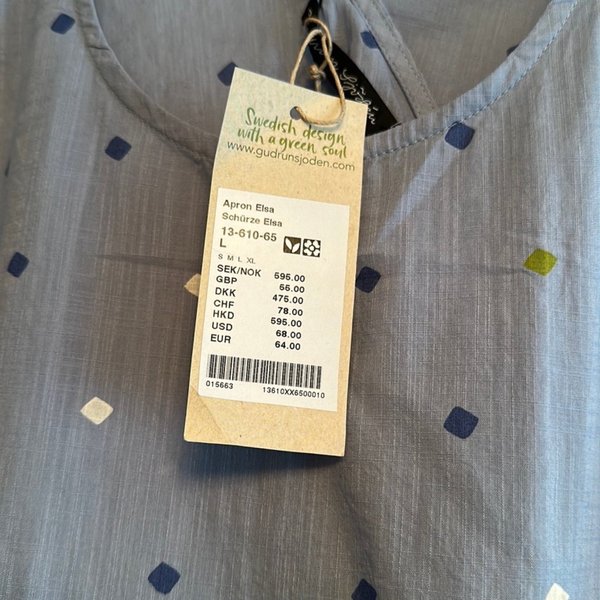 Swedish design
with a green soul
www.gudrunsjoden.com
Apron Elsa
Schürze Elsa
13-610-65
L
S M L XL
SEK/NOK 595.00
GBP 55.00
DKK 475.00
CHF 78.00
HKD 595.00
USD 68.00
EUR 64.00
015663 13610XX6500010